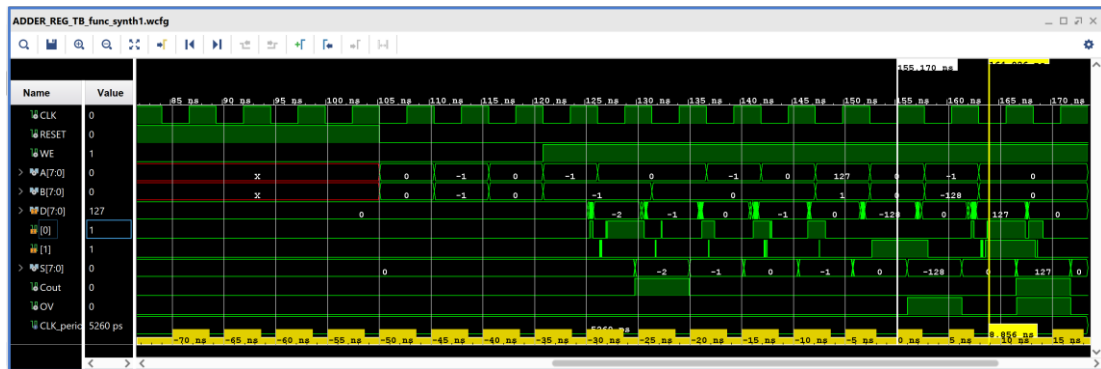 ADDER_REG_TB_func_synth1.wcfg
155.170 ns
Name Value
85 ns 90 ns 95 ns 100 ns 105 ns 110 ns 115 ns 120 ns 125 ns 130 ns 135 ns 140 ns 145 ns 150 ns 155 ns 160 ns 165 ns 170 ns
CLK 0
RESET 0
WE 1
A[7:0] 0 X 0 -1 0 -1 0 -1 0 127 0 -1 0
B[7:0] 0 X 0 -1 0 -1 0 1 0 -128 0
D[7:0] 127 0 -2 -1 0 -1 0 -128 0 127 0
[0] 1
[1] 1
S[7:0] 0 0 -2 -1 0 -1 0 -128 0 127 0
Cout 0
OV 0
CLK_peric 5260 ps 5260 ps
8.856 ns
-70 ns -65 ns -60 ns -55 ns -50 ns -45 ns -40 ns -35 ns -30 ns -25 ns -20 ns -15 ns -10 ns -5 ns 0 ns 5 ns 10 ns 15 ns